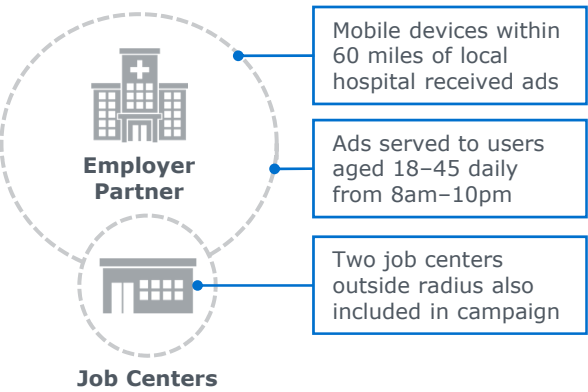 Mobile devices within
60 miles of local
hospital received ads
Employer
Partner
Ads served to users
aged 18–45 daily
from 8am–10pm
Two job centers
outside radius also
included in campaign
Job Centers